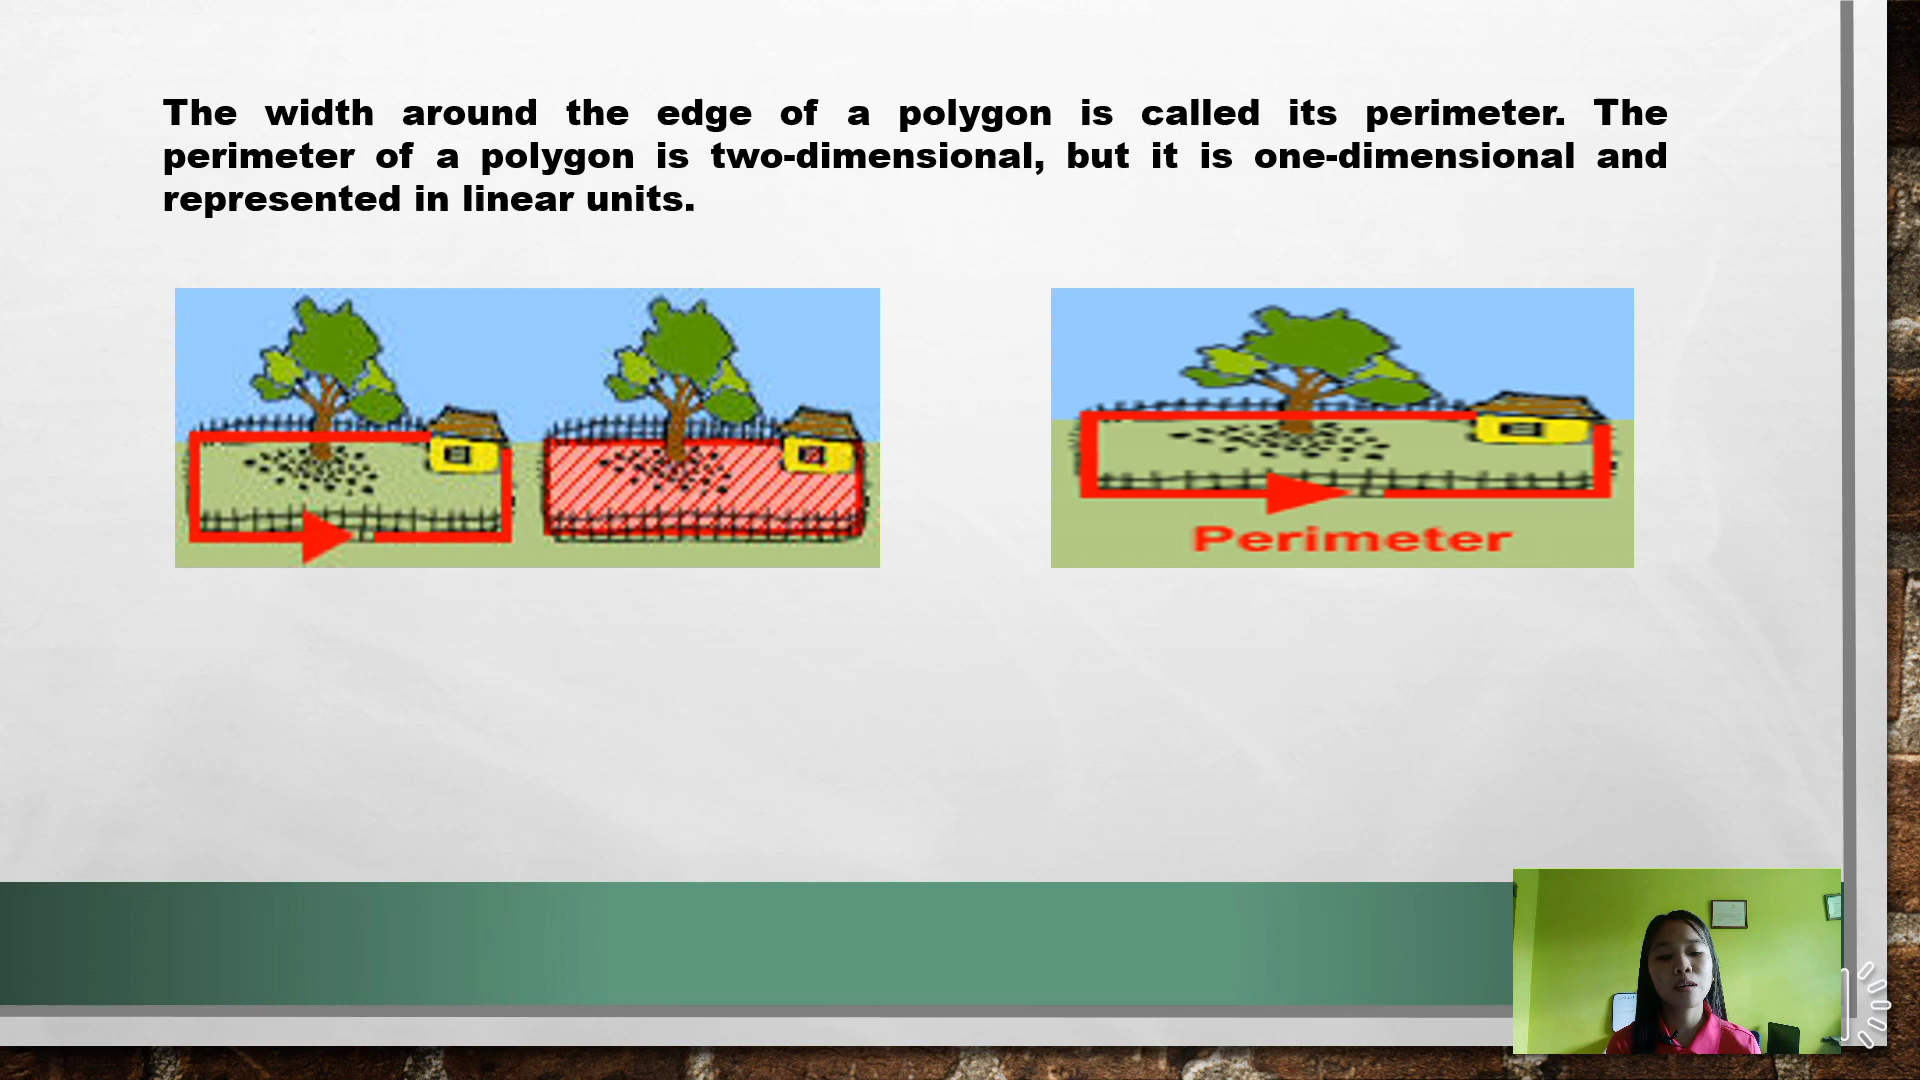 The width around the edge of a polygon is called its perimeter. The
perimeter of a polygon is two-dimensional, but it is one-dimensional and
represented in linear units.
Perimeter